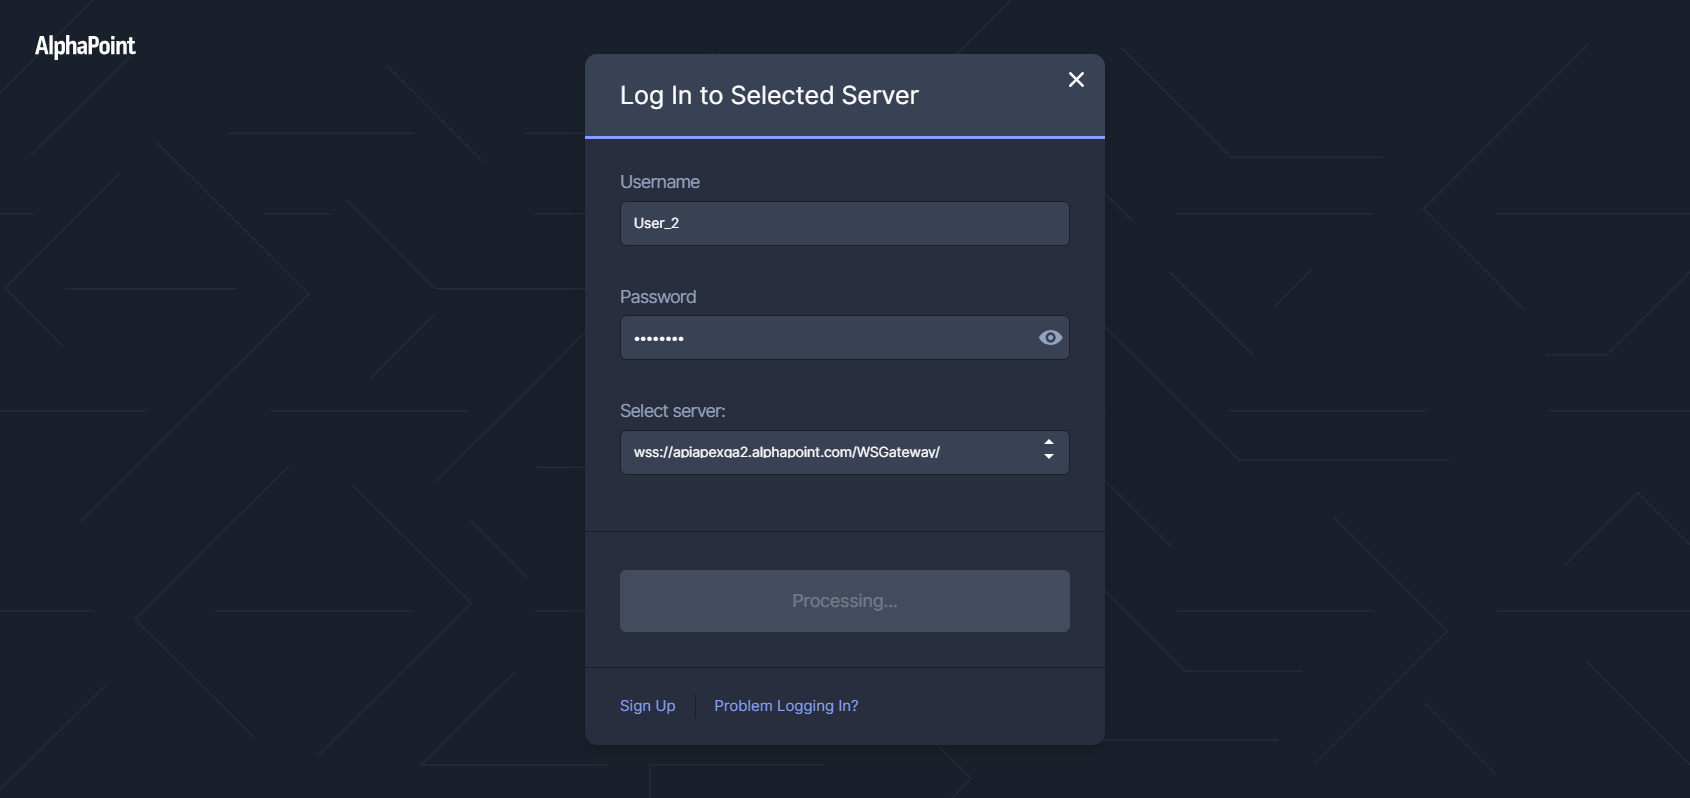 AlphaPoint
Log In to Selected Server
Username
User_2
Password
••••••••
Select server:
wss://apiapexqa2.alphapoint.com/WSGateway/
Processing...
Sign Up
Problem Logging In?